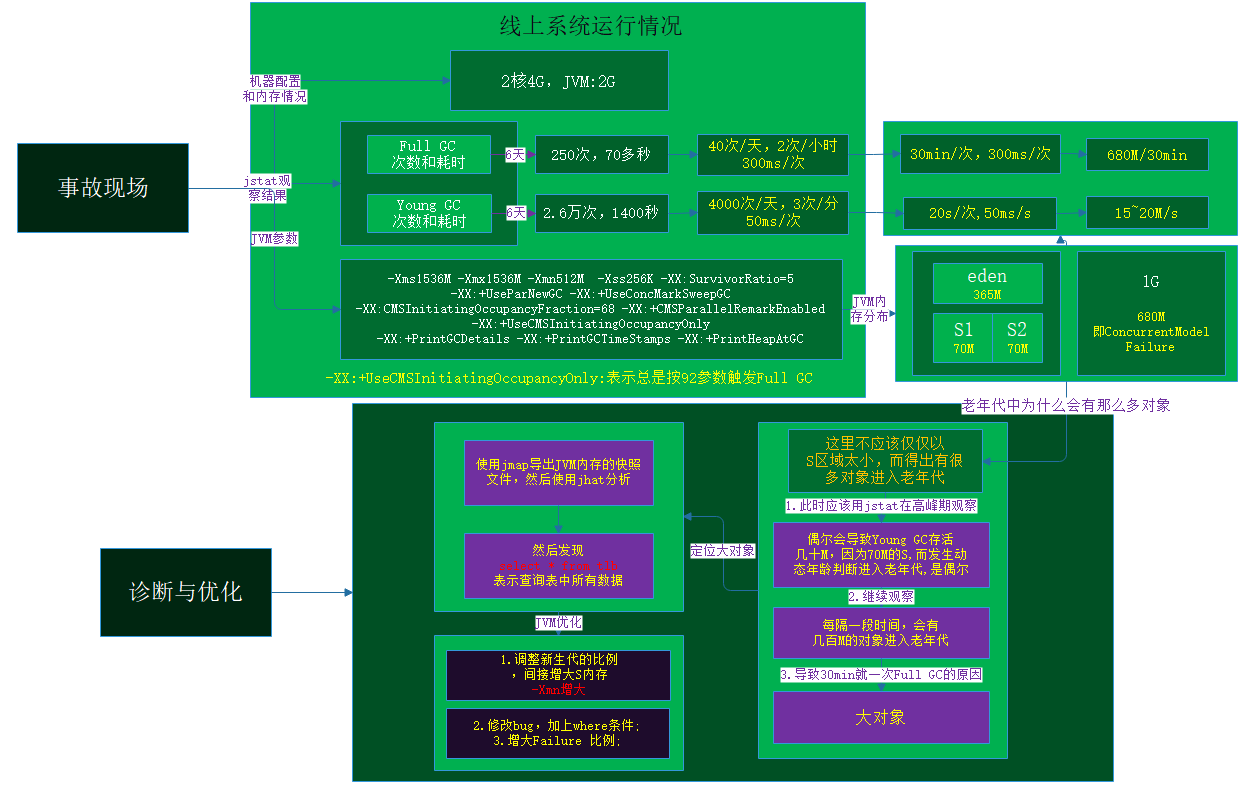 线上系统运行情况
机器配置
和内存情况
2核4G，JVM:2G
事故现场
jstat观
察结果
Full GC
次数和耗时
6天
250次，70多秒
40次/天，2次/小时
300ms/次
30min/次，300ms/次
680M/30min
Young GC
次数和耗时
6天
2.6万次，1400秒
4000次/天，3次/分
50ms/次
20s/次,50ms/s
15~20M/s
JVM参数
-Xms1536M -Xmx1536M -Xmn512M -Xss256K -XX:SurvivorRatio=5
-XX:+UseParNewGC -XX:+UseConcMarkSweepGC
-XX:CMSInitiatingOccupancyFraction=68 -XX:+CMSParallelRemarkEnabled
-XX:+UseCMSInitiatingOccupancyOnly
-XX:+PrintGCDetails -XX:+PrintGCTimeStamps -XX:+PrintHeapAtGC
-XX:+UseCMSInitiatingOccupancyOnly:表示总是按92参数触发Full GC
JVM内
存分布
eden
365M
S1
70M
S2
70M
1G
680M
即ConcurrentModel
Failure
老年代中为什么会有那么多对象
诊断与优化
这里不应该仅仅以
S区域太小，而得出有很
多对象进入老年代
1.此时应该用jstat在高峰期观察
偶尔会导致Young GC存活
几十M，因为70M的S,而发生动
态年龄判断进入老年代,是偶尔
2.继续观察
每隔一段时间，会有
几百M的对象进入老年代
3.导致30min就一次Full GC的原因
大对象
定位大对象
使用jmap导出JVM内存的快照
文件，然后使用jhat分析
然后发现
表示查询表中所有数据
JVM优化
1.调整新生代的比例
，间接增大S内存
-Xmn增大
2.修改bug，加上where条件;
3.增大Failure 比例;